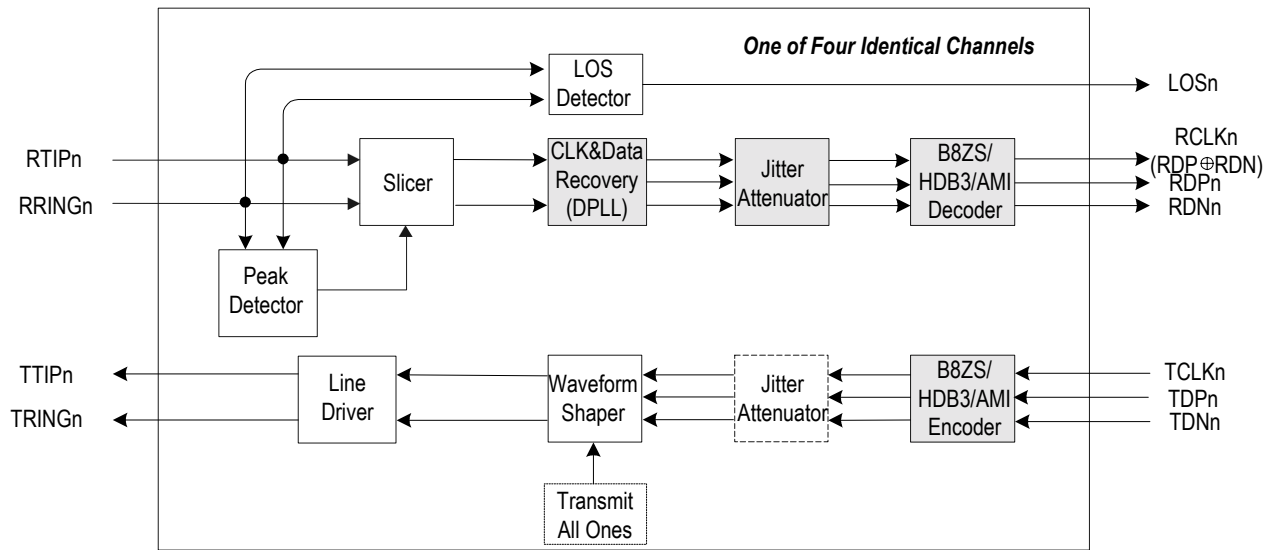 One of Four Identical Channels
LOS
Detector
LOSn
RTIPn
RRINGn
Slicer
CLK&Data
Recovery
(DPLL)
Jitter
Attenuator
B8ZS/
HDB3/AMI
Decoder
RCLKn
(RDP⊕RDN)
RDPn
RDNn
Peak
Detector
TTIPn
TRINGn
Line
Driver
Waveform
Shaper
Jitter
Attenuator
B8ZS/
HDB3/AMI
Encoder
TCLKn
TDPn
TDNn
Transmit
All Ones